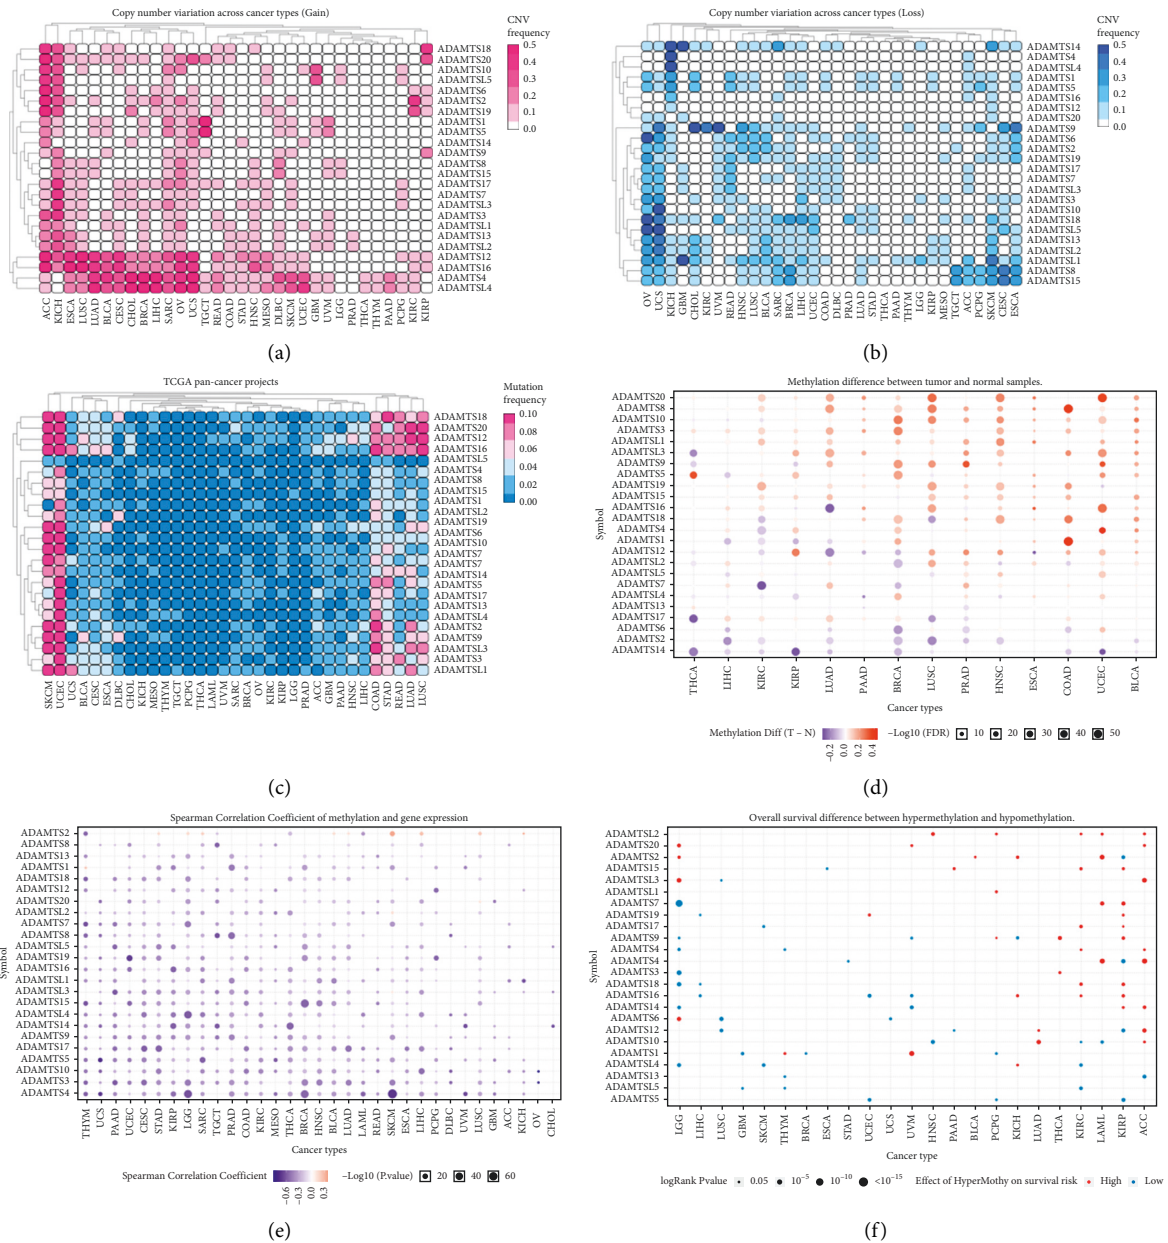 Copy number viariation across cancer types (Gain)
CNV
frequency
0.5
0.4
0.3
0.2
0.1
0.0
ADAMTS18
ADAMTS20
ADAMTS10
ADAMTSL5
ADAMTS6
ADAMTS2
ADAMTS19
ADAMTS1
ADAMTS5
ADAMTS14
ADAMTS9
ADAMTS8
ADAMTS15
ADAMTS17
ADAMTS7
ADAMTSL3
ADAMTS3
ADAMTSL1
ADAMTS13
ADAMTSL2
ADAMTS12
ADAMTS16
ADAMTS4
ADAMTSL4
ACC KICH ESCA LUSC LUAD BLCA CESC CHOL BRCA LIHC SARC OV UCS TGCT READ COAD STAD HNSC MESO DLBC SKCM UCEC GBM UVM LGG PRAD THCA THYM PAAD PCPG KIRC KIRP
(a)
Copy number viariation across cancer types (Loss)
CNV
frequency
0.5
0.4
0.3
0.2
0.1
0.0
ADAMTS14
ADAMTS4
ADAMTSL4
ADAMTS1
ADAMTS5
ADAMTS16
ADAMTS12
ADAMTS20
ADAMTS9
ADAMTS6
ADAMTS2
ADAMTS19
ADAMTS17
ADAMTS7
ADAMTSL3
ADAMTS3
ADAMTS10
ADAMTS18
ADAMTSL5
ADAMTS13
ADAMTSL2
ADAMTSL1
ADAMTS8
ADAMTS15
OV UCS KICH GBM CHOL KIRC UVM READ HNSC LUSC BLCA SARC BRCA LIHC UCEC COAD DLBC PRAD LUAD STAD THCA PAAD THYM LGG KIRP MESO TGCT ACC PCPG SKCM CESC ESCA
(b)
TCGA pan-cancer projects
Mutation
frequency
0.10
0.08
0.06
0.04
0.02
0.00
ADAMTS18
ADAMTS20
ADAMTS12
ADAMTS16
ADAMTSL5
ADAMTS4
ADAMTS8
ADAMTS15
ADAMTS1
ADAMTSL2
ADAMTS19
ADAMTS6
ADAMTS10
ADAMTS7
ADAMTS7
ADAMTS14
ADAMTS5
ADAMTS17
ADAMTS13
ADAMTSL4
ADAMTS2
ADAMTS9
ADAMTSL3
ADAMTS3
ADAMTSL1
SKCM UCEC UCS BLCA CESC ESCA DLBC CHOL KICH MESO THYM TGCT PCPG THCA LAML UVM SARC BRCA OV KIRC KIRP LGG PRAD ACC GBM PAAD HNSC LIHC COAD STAD READ LUAD LUSC
(c)
Methylation difference between tumor and normal samples.
Symbol
ADAMTS20
ADAMTS8
ADAMTS10
ADAMTS3
ADAMTSL1
ADAMTSL3
ADAMTS9
ADAMTS5
ADAMTS19
ADAMTS15
ADAMTS16
ADAMTS18
ADAMTS4
ADAMTS1
ADAMTS12
ADAMTSL2
ADAMTSL5
ADAMTS7
ADAMTSL4
ADAMTS13
ADAMTS17
ADAMTS6
ADAMTS2
ADAMTS14
THCA LIHC KIRC KIRP LUAD PAAD BRCA LUSC PRAD HNSC ESCA COAD UCEC BLCA
Cancer types
Methylation Diff (T – N) −0.2 0.0 0.2 0.4 −Log10 (FDR) 10 20 30 40 50
(d)
Spearman Correlation Coefficient of methylation and gene expression
Symbol
ADAMTS2
ADAMTS8
ADAMTS13
ADAMTS1
ADAMTS18
ADAMTS12
ADAMTS20
ADAMTSL2
ADAMTS7
ADAMTS8
ADAMTSL5
ADAMTS19
ADAMTS16
ADAMTSL1
ADAMTSL3
ADAMTS15
ADAMTSL4
ADAMTS14
ADAMTS9
ADAMTS17
ADAMTS5
ADAMTS10
ADAMTS3
ADAMTS4
THYM UCS PAAD UCEC CESC STAD KIRP LGG SARC TGCT PRAD COAD KIRC MESO THCA BRCA HNSC BLCA LUAD LAML READ SKCM ESCA LIHC PCPG DLBC UVM LUSC GBM ACC KICH OV CHOL
Cancer types
Spearman Correlation Coefficient −0.6 −0.3 0.0 0.3 −Log10 (P.value) 20 40 60
(e)
Overall survival difference between hypermethylation and hypomethylation.
Symbol
ADAMTSL2
ADAMTS20
ADAMTS2
ADAMTS15
ADAMTSL3
ADAMTSL1
ADAMTS7
ADAMTS19
ADAMTS17
ADAMTS9
ADAMTS4
ADAMTS4
ADAMTS3
ADAMTS18
ADAMTS16
ADAMTS14
ADAMTS6
ADAMTS12
ADAMTS10
ADAMTS1
ADAMTSL4
ADAMTS13
ADAMTSL5
ADAMTS5
LGG LIHC LUSC GBM SKCM THYM BRCA ESCA STAD UCEC UCS UVM HNSC PAAD BLCA PCPG KICH LUAD THCA KIRC LAML KIRP ACC
Cancer type
logRank Pvalue 0.05 10−5 10−10 <10−15 Effect of HyperMothy on survival risk High Low
(f)